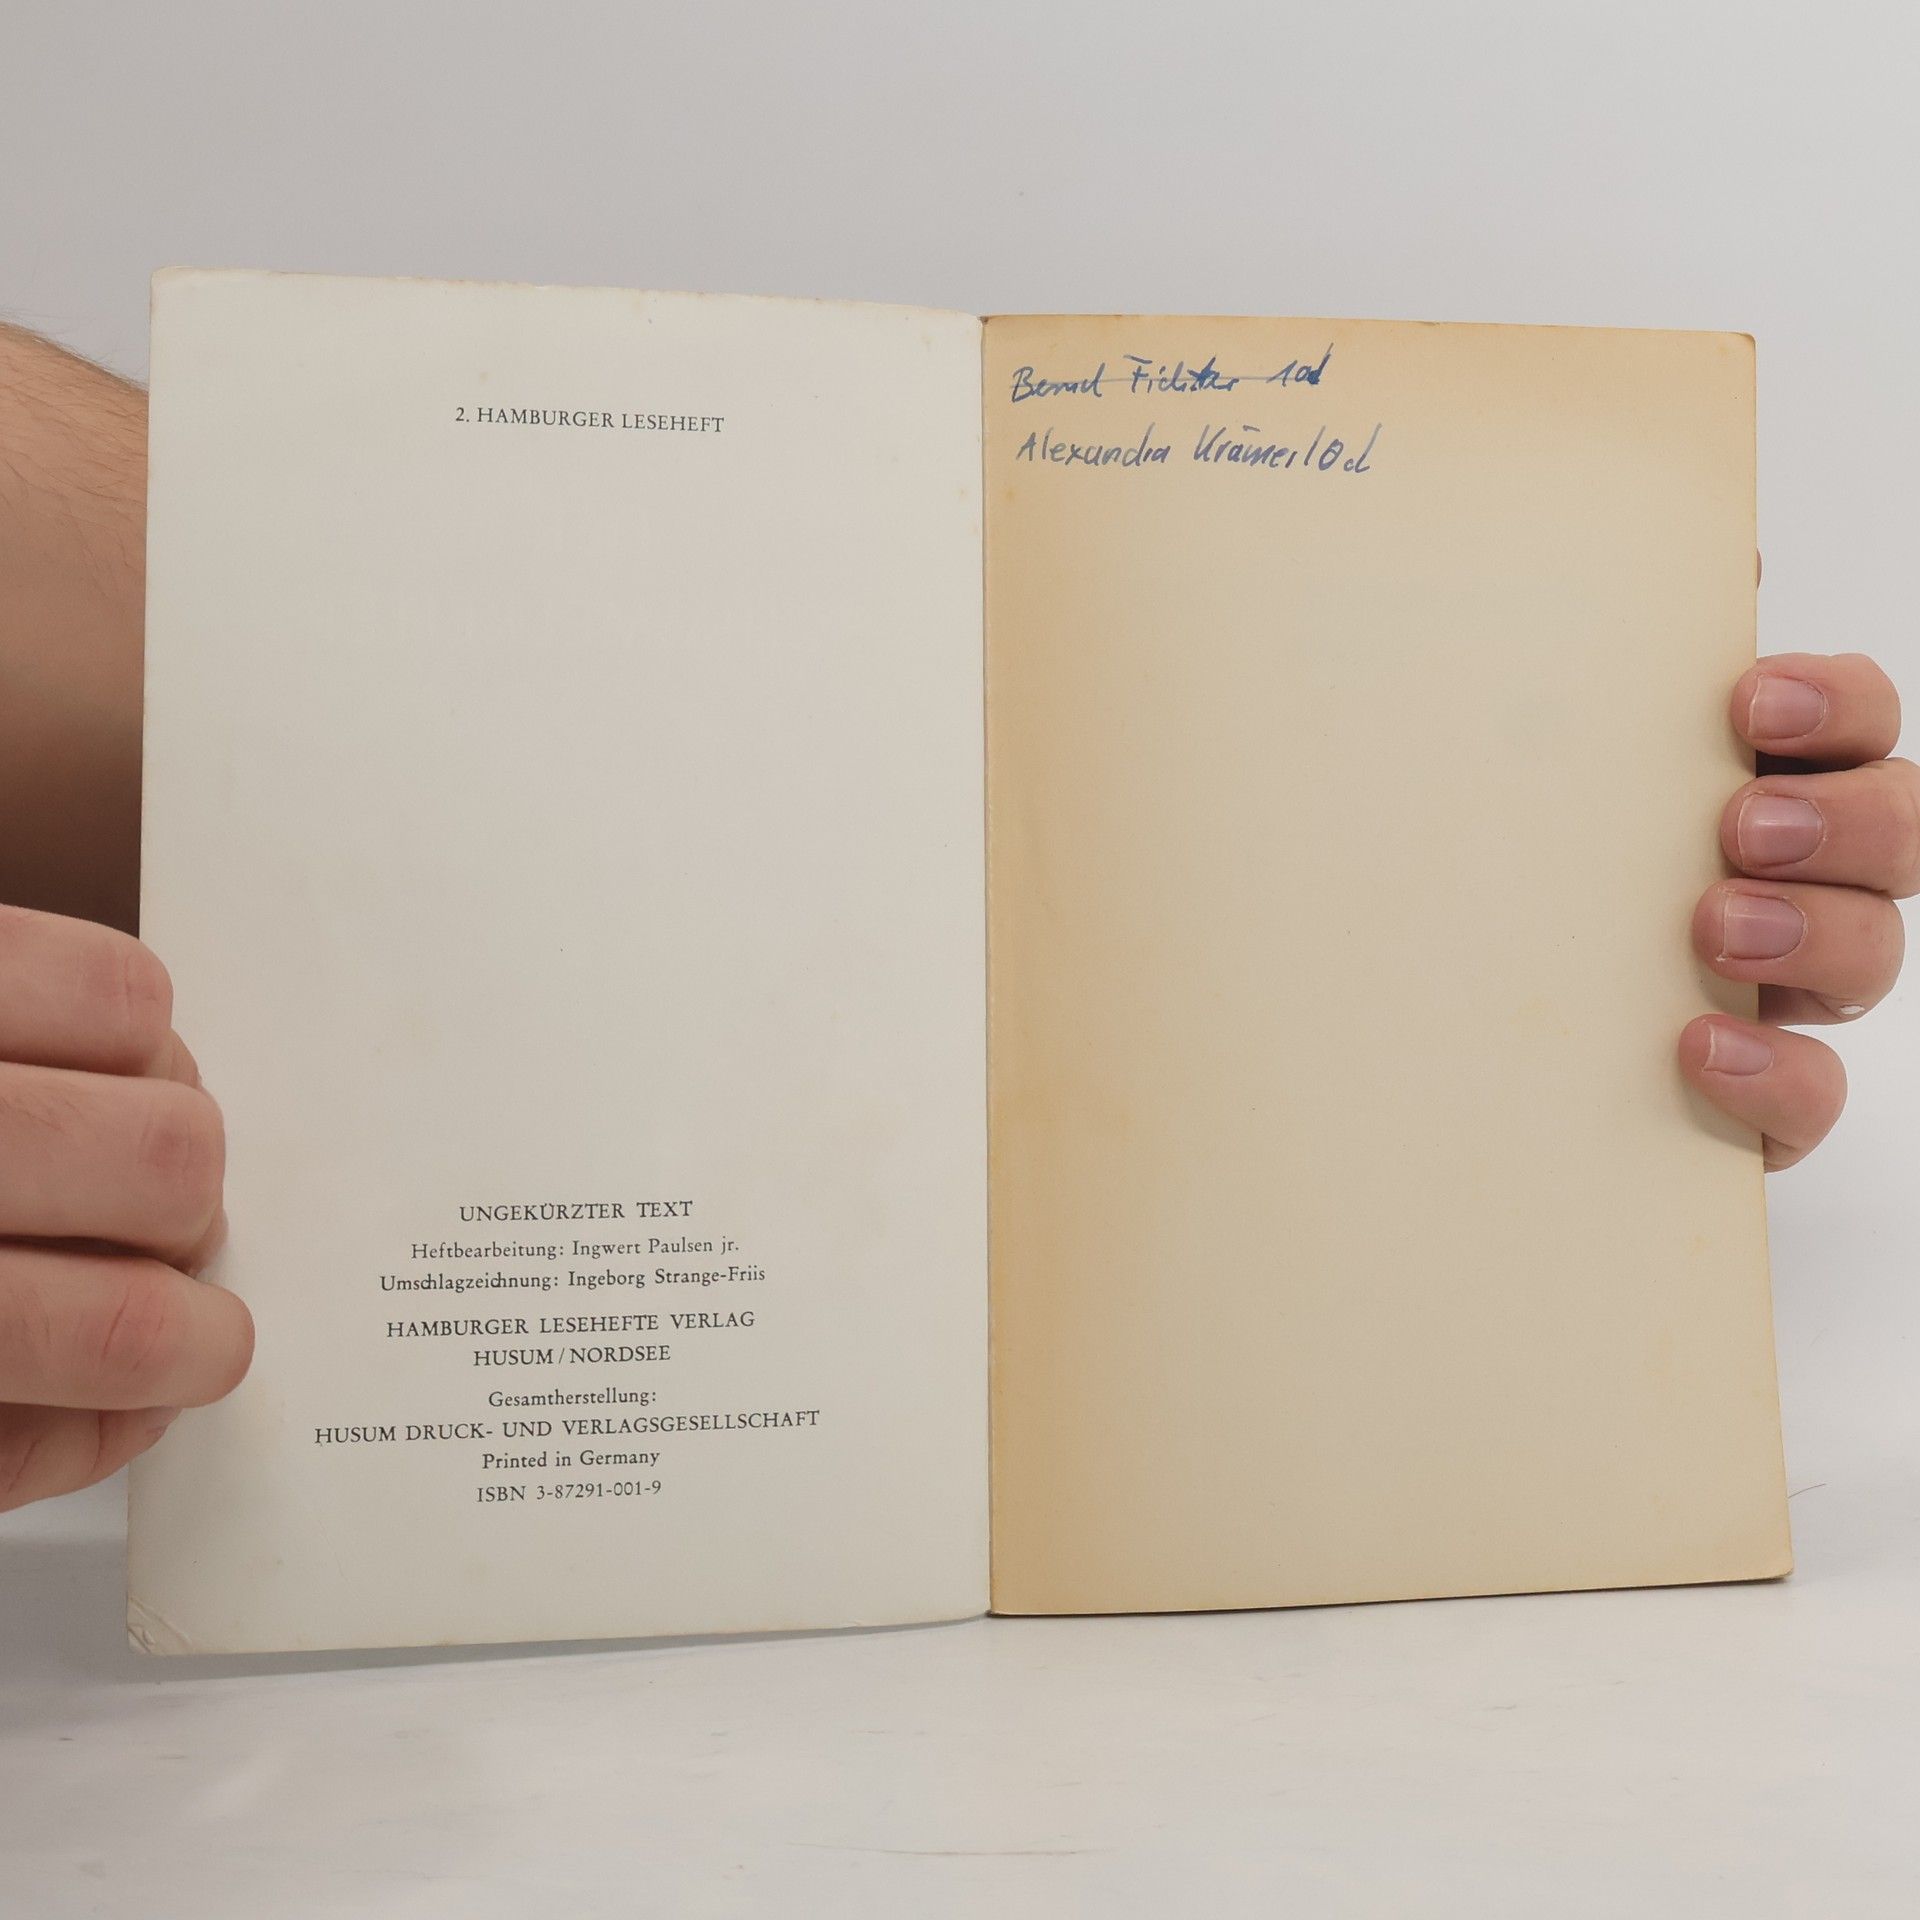 2. HAMBURGER LESEHEFT
UNGEKÜRZTER TEXT
Heftbearbeitung: Ingwert Paulsen jr.
Umschlagzeichnung: Ingeborg Strange-Friis
HAMBURGER LESEHEFTE VERLAG
HUSUM/NORDSEE
Gesamtherstellung:
HUSUM DRUCK- UND VERLAGSGESELLSCHAFT
Printed in Germany
ISBN 3-87291-001-9
Bernd Fichter 10d
Alexandra Krämer 10d